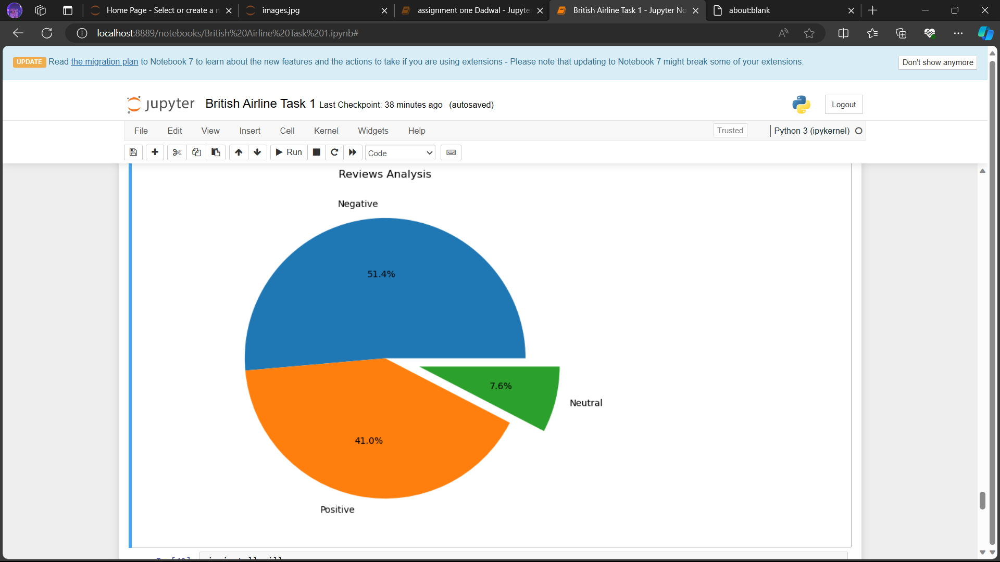 Home Page - Select or create a n
images.jpg
assignment one Dadwal - Jupyte
British Airline Task 1 - Jupyter No
about:blank
localhost:8889/notebooks/British%20Airline%20Task%201.ipynb#
UPDATE Read the migration plan to Notebook 7 to learn about the new features and the actions to take if you are using extensions - Please note that updating to Notebook 7 might break some of your extensions.
Don't show anymore
jupyter British Airline Task 1 Last Checkpoint: 38 minutes ago (autosaved)
Logout
File Edit View Insert Cell Kernel Widgets Help
Trusted
Python 3 (ipykernel)
Run
Code
Reviews Analysis
Negative
51.4%
7.6%
Neutral
41.0%
Positive